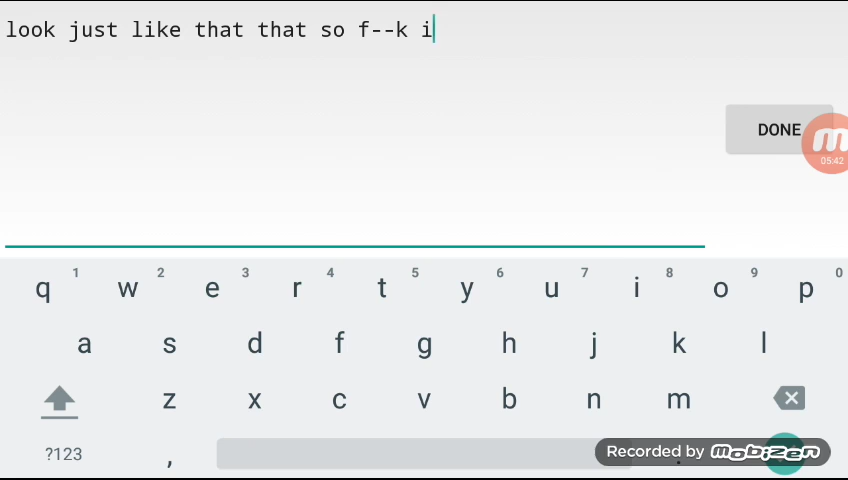 look just like that that so f--k i
DONE
05:42
1 2 3 4 5 6 7 8 9 0
q w e r t y u i o p
a s d f g h j k l
z x c v b n m
?123 , .
Recorded by mobizen